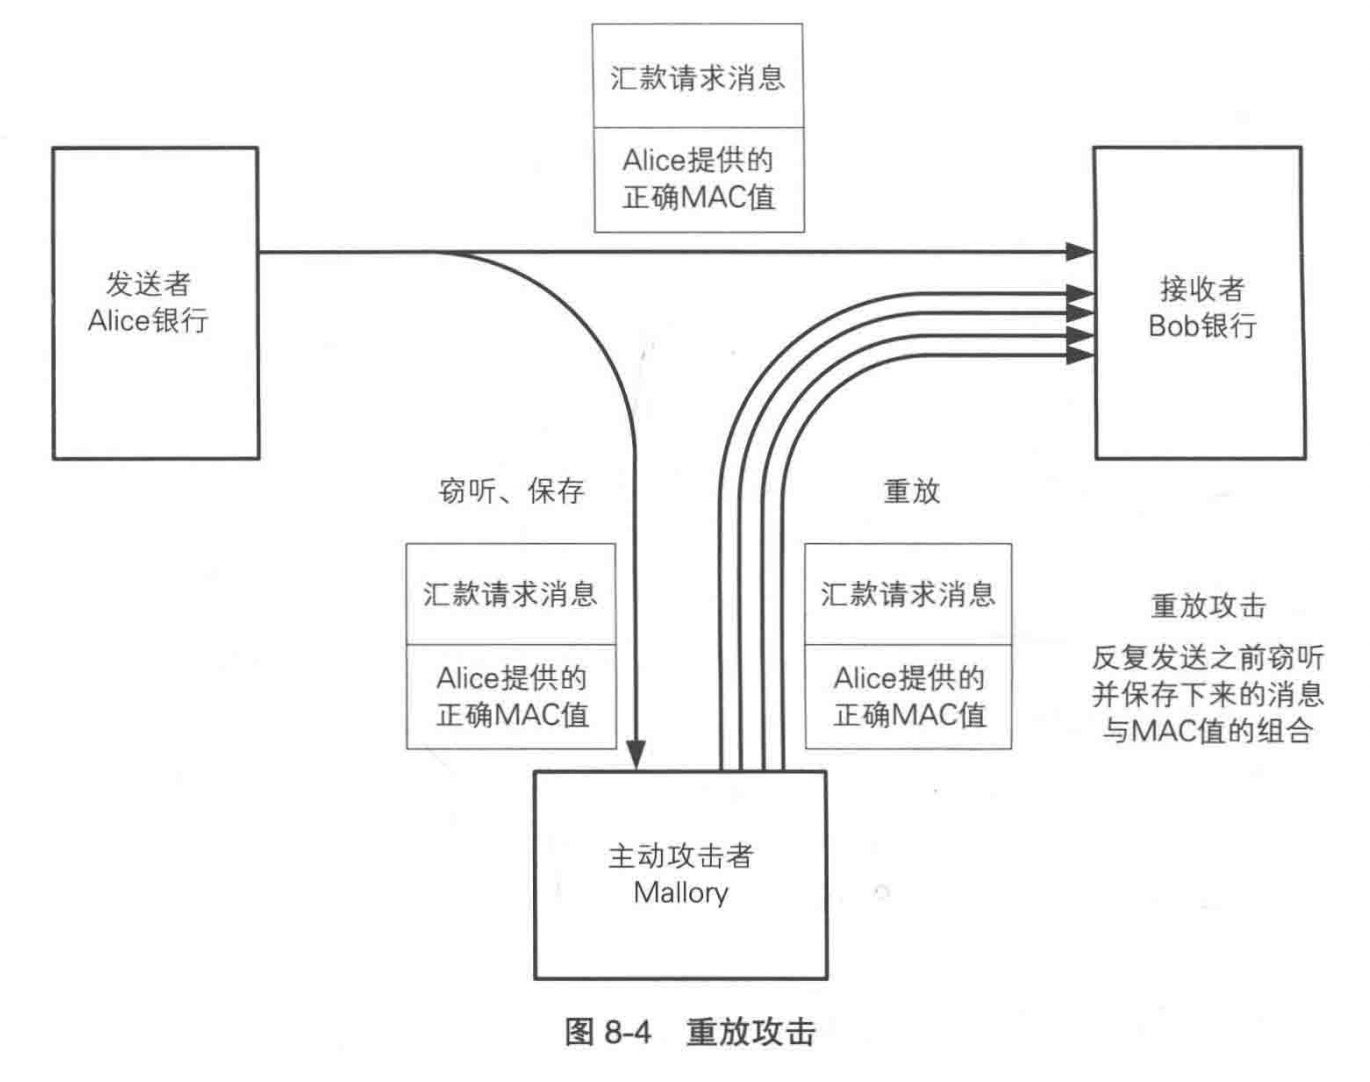 汇款请求消息
Alice提供的
正确MAC值
发送者
Alice银行
接收者
Bob银行
窃听、保存
重放
汇款请求消息
Alice提供的
正确MAC值
汇款请求消息
Alice提供的
正确MAC值
重放攻击
反复发送之前窃听
并保存下来的消息
与MAC值的组合
主动攻击者
Mallory
图 8-4 重放攻击